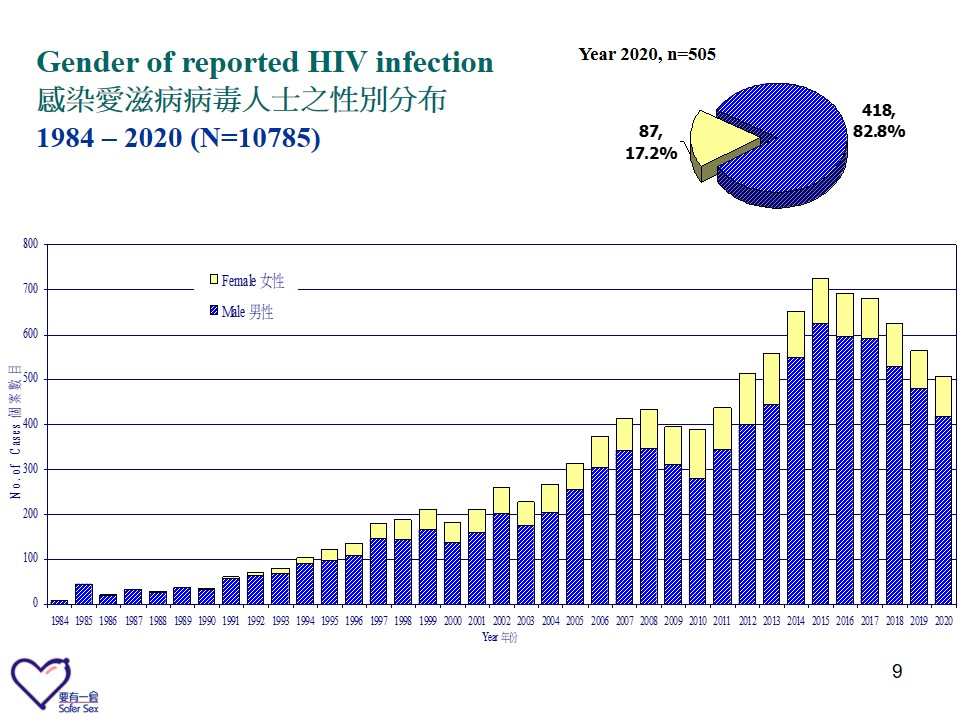 Gender of reported HIV infection
感染愛滋病病毒人士之性別分布
1984 – 2020 (N=10785)
Year 2020, n=505
87,
17.2%
418,
82.8%
Female 女性
Male 男性
No. of Cases 個案數目
800
700
600
500
400
300
200
100
0
1984 1985 1986 1987 1988 1989 1990 1991 1992 1993 1994 1995 1996 1997 1998 1999 2000 2001 2002 2003 2004 2005 2006 2007 2008 2009 2010 2011 2012 2013 2014 2015 2016 2017 2018 2019 2020
Year 年份
要有一套
Safer Sex
9